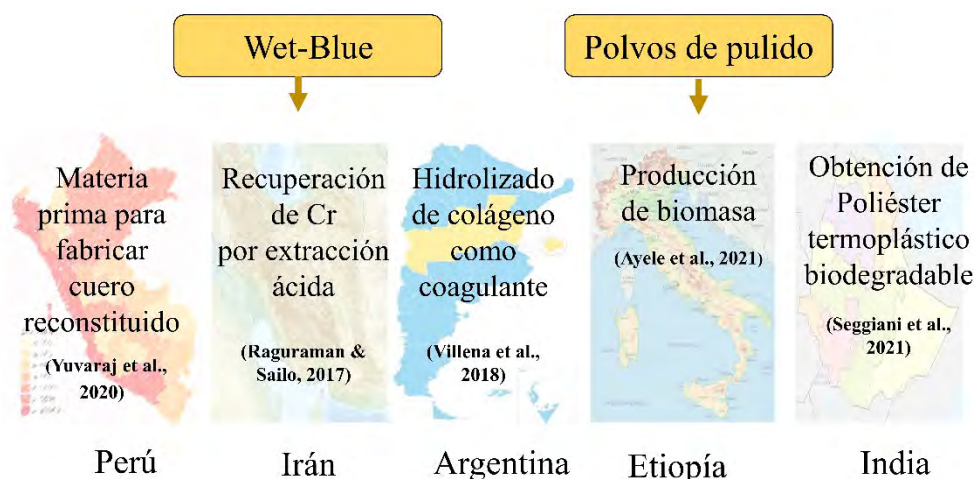 Wet-Blue
Polvos de pulido
Materia
prima para
fabricar
cuero
reconstituido
(Yuvaraj et al.,
2020)
Recuperación
de Cr
por extracción
ácida
(Raguraman &
Sailo, 2017)
Hidrolizado
de colágeno
como
coagulante
(Villena et al.,
2018)
Producción
de biomasa
(Ayele et al., 2021)
Obtención de
Poliéster
termoplástico
biodegradable
(Seggiani et al.,
2021)
Perú
Irán
Argentina
Etiopía
India